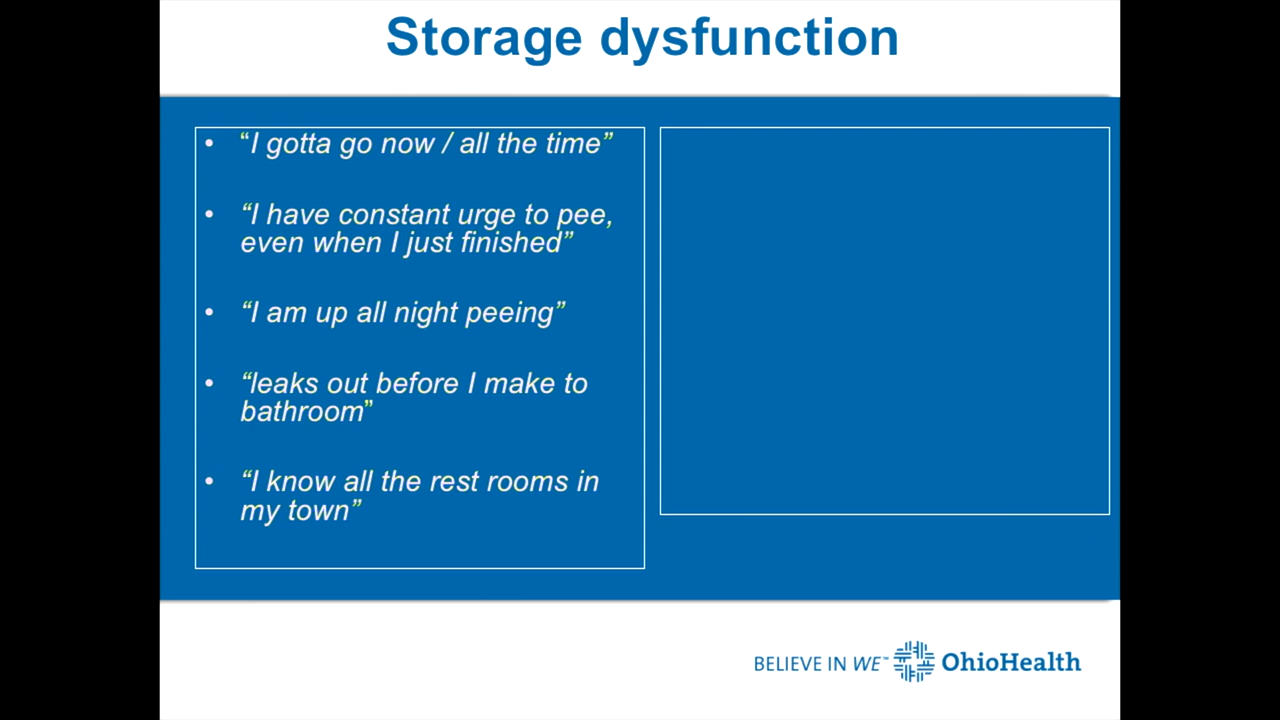 Storage dysfunction
• “I gotta go now / all the time”
• “I have constant urge to pee,
even when I just finished”
• “I am up all night peeing”
• “leaks out before I make to
bathroom”
• “I know all the rest rooms in
my town”
BELIEVE IN WE™ OhioHealth